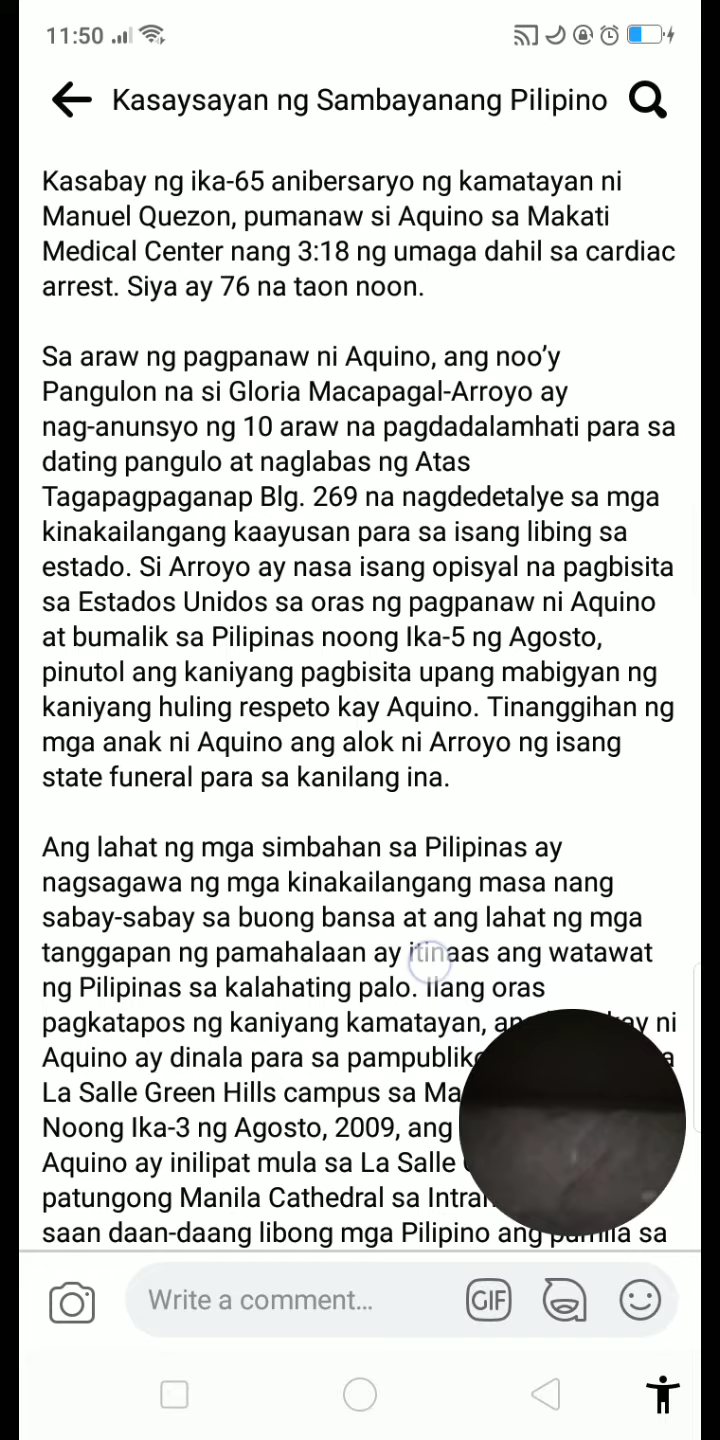 11:50
Kasaysayan ng Sambayanang Pilipino
Kasabay ng ika-65 anibersaryo ng kamatayan ni
Manuel Quezon, pumanaw si Aquino sa Makati
Medical Center nang 3:18 ng umaga dahil sa cardiac
arrest. Siya ay 76 na taon noon.
Sa araw ng pagpanaw ni Aquino, ang noo’y
Pangulon na si Gloria Macapagal-Arroyo ay
nag-anunsyo ng 10 araw na pagdadalamhati para sa
dating pangulo at naglabas ng Atas
Tagapagpaganap Blg. 269 na nagdedetalye sa mga
kinakailangang kaayusan para sa isang libing sa
estado. Si Arroyo ay nasa isang opisyal na pagbisita
sa Estados Unidos sa oras ng pagpanaw ni Aquino
at bumalik sa Pilipinas noong Ika-5 ng Agosto,
pinutol ang kaniyang pagbisita upang mabigyan ng
kaniyang huling respeto kay Aquino. Tinanggihan ng
mga anak ni Aquino ang alok ni Arroyo ng isang
state funeral para sa kanilang ina.
Ang lahat ng mga simbahan sa Pilipinas ay
nagsagawa ng mga kinakailangang masa nang
sabay-sabay sa buong bansa at ang lahat ng mga
tanggapan ng pamahalaan ay itinaas ang watawat
ng Pilipinas sa kalahating palo. Ilang oras
pagkatapos ng kaniyang kamatayan, ni
Aquino ay dinala para sa
La Salle Green Hills campus sa
Noong Ika-3 ng Agosto, 2009, ang
Aquino ay inilipat mula sa La Salle
patungong Manila Cathedral sa
saan daan-daang libong mga Pilipino ang pumila sa
Write a comment...
GIF